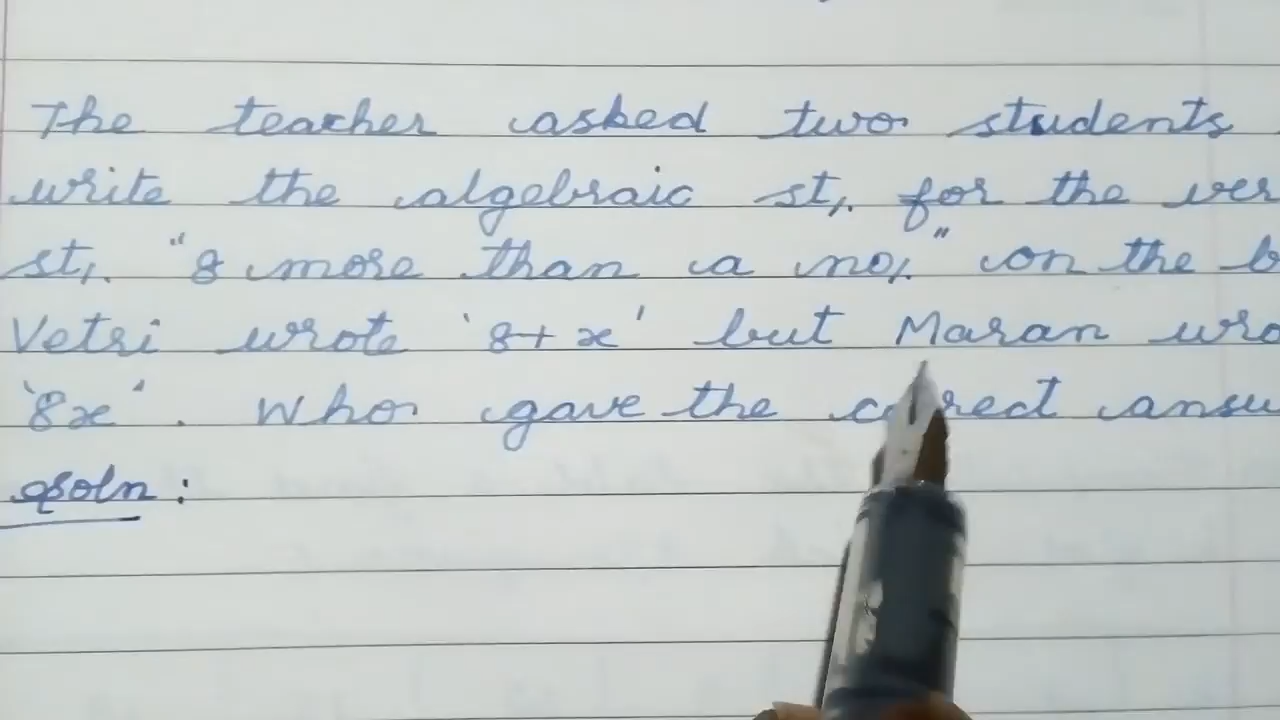 The teacher asked two students
write the algebraic st,. for the ver
st,. "8 more than a no,." on the b
Vetri wrote '8+x' but Maran wro
'8x'. Who gave the correct answ
soln: